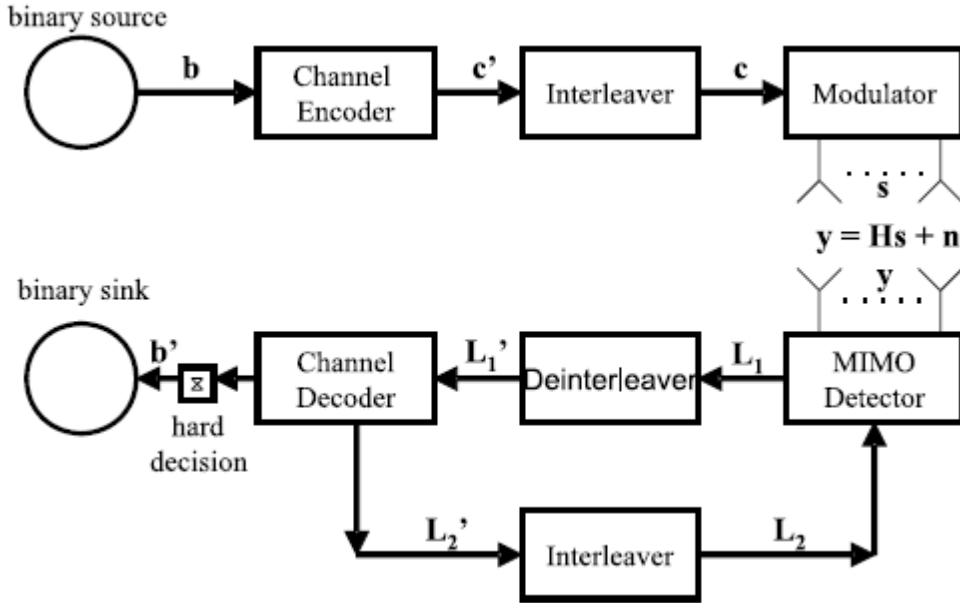 binary source
b
Channel
Encoder
c'
Interleaver
c
Modulator
. . . . .
s
y = Hs + n
y
. . . . .
binary sink
b'
hard
decision
Channel
Decoder
L₁'
Deinterleaver
L₁
MIMO
Detector
L₂'
Interleaver
L₂